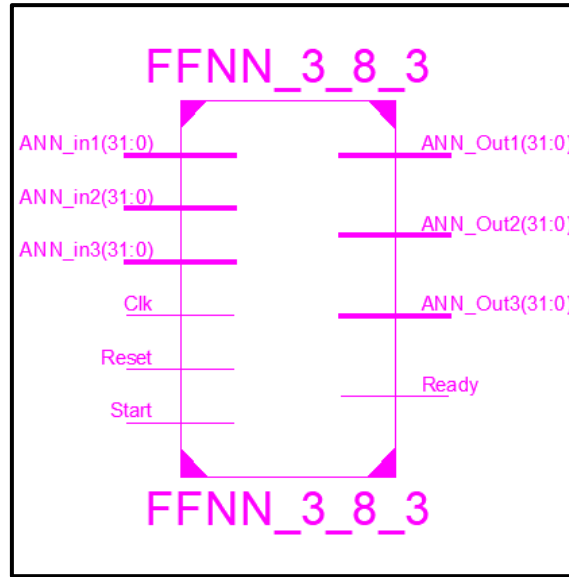 FFNN_3_8_3
ANN_in1(31:0)
ANN_Out1(31:0)
ANN_in2(31:0)
ANN_Out2(31:0)
ANN_in3(31:0)
Clk
ANN_Out3(31:0)
Reset
Ready
Start
FFNN_3_8_3